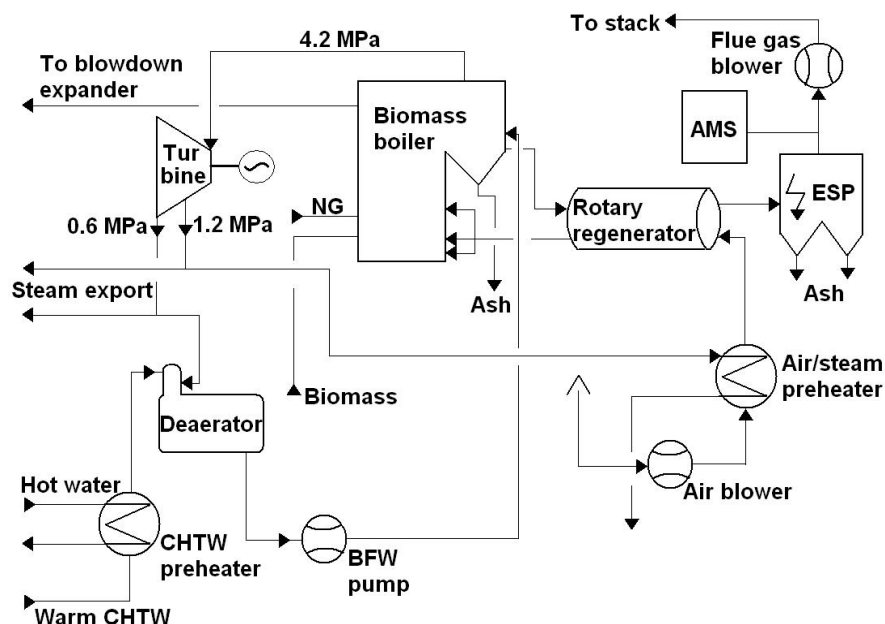 To stack
Flue gas
blower
4.2 MPa
To blowdown
expander
Biomass
boiler
AMS
Tur
bine
ESP
NG
Rotary
regenerator
0.6 MPa
1.2 MPa
Steam export
Ash
Ash
Air/steam
preheater
Biomass
Deaerator
Hot water
Air blower
CHTW
preheater
BFW
pump
Warm CHTW